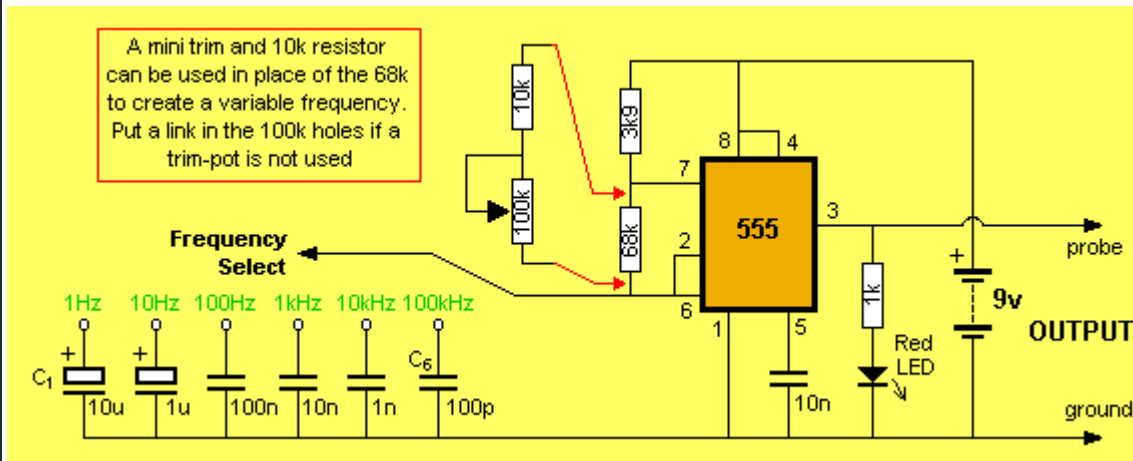 A mini trim and 10k resistor
can be used in place of the 68k
to create a variable frequency.
Put a link in the 100k holes if a
trim-pot is not used
10k
100k
3k9
68k
8
4
7
2
6
1
5
3
555
probe
+
9v
OUTPUT
1k
Red
LED
10n
ground
Frequency
Select
1Hz
10Hz
100Hz
1kHz
10kHz
100kHz
+
+
C1
C6
10u
1u
100n
10n
1n
100p